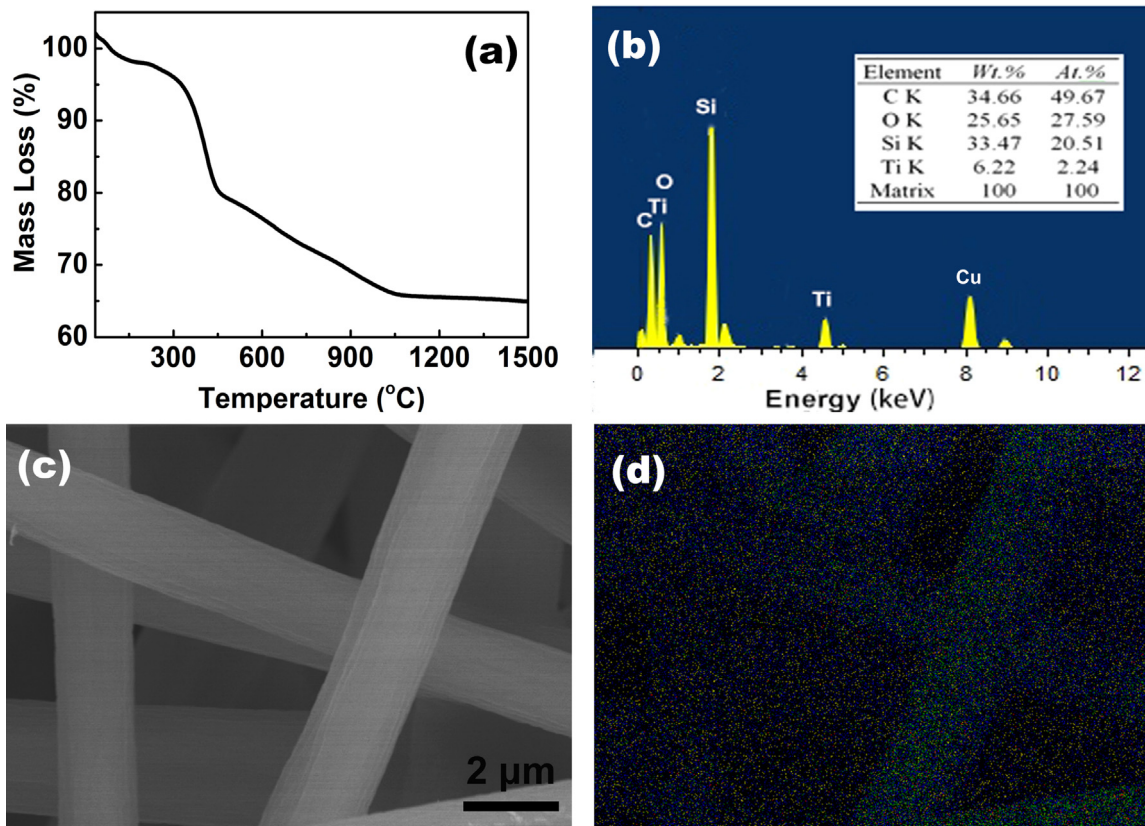 (a)
100
90
80
70
60
Mass Loss (%)
300 600 900 1200 1500
Temperature (°C)
(b)
Element Wt.% At.%
C K 34.66 49.67
O K 25.65 27.59
Si K 33.47 20.51
Ti K 6.22 2.24
Matrix 100 100
Si
O
C Ti
Ti
Cu
0 2 4 6 8 10 12
Energy (keV)
(c)
2 μm
(d)